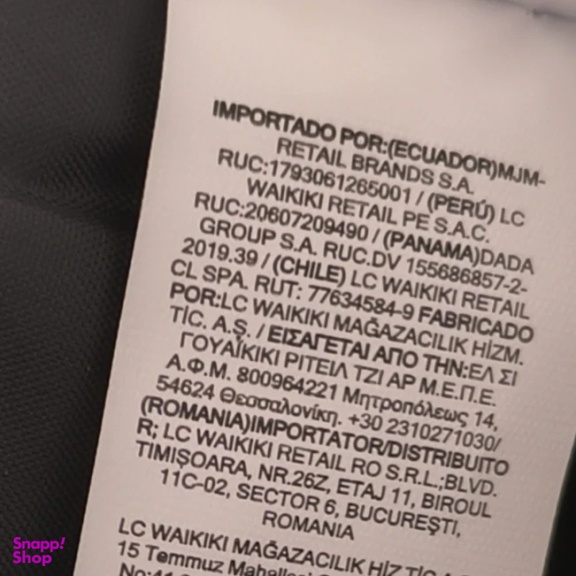 IMPORTADO POR:(ECUADOR)MJM-
RETAIL BRANDS S.A.
RUC:1793061265001 / (PERÚ) LC
WAIKIKI RETAIL PE S.A.C.
RUC:20607209490 / (PANAMA)DADA
GROUP S.A. RUC.DV 155686857-2-
2019.39 / (CHILE) LC WAIKIKI RETAIL
CL SPA. RUT: 77634584-9 FABRICADO
POR:LC WAIKIKI MAĞAZACILIK HİZM.
TİC. A.Ş. / ΕΙΣΑΓΕΤΑΙ ΑΠΟ ΤΗΝ:ΕΛ ΣΙ
ΓΟΥΑΪΚΙΚΙ ΡΙΤΕΙΛ ΤΖΙ ΑΡ Μ.Ε.Π.Ε.
Α.Φ.Μ. 800964221 Μητροπόλεως 14,
54624 Θεσσαλονίκη. +30 2310271030/
(ROMANIA)IMPORTATOR/DISTRIBUITO
R; LC WAIKIKI RETAIL RO S.R.L.;BLVD.
TIMIȘOARA, NR.26Z, ETAJ 11, BIROUL
11C-02, SECTOR 6, BUCUREȘTI,
ROMANIA
LC WAIKIKI MAĞAZACILIK HİZ TİC
15 Temmuz
Snapp!
Shop